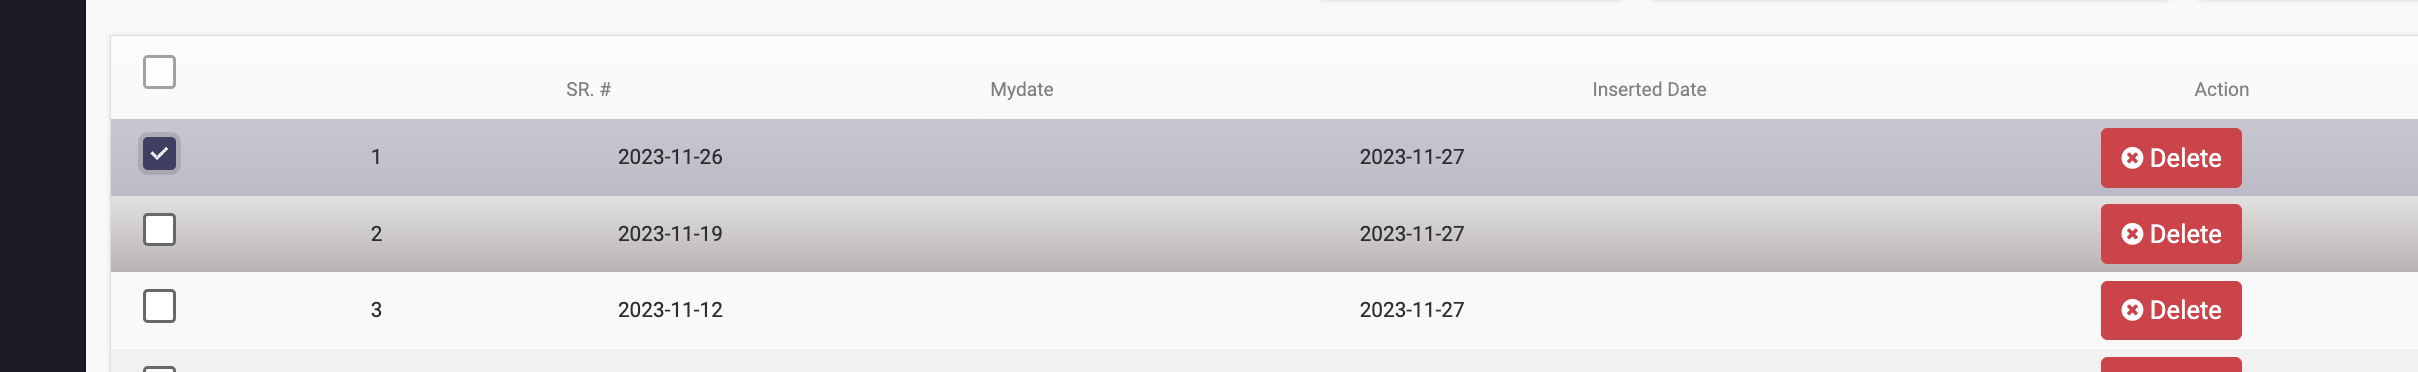 SR. # Mydate Inserted Date Action
1 2023-11-26 2023-11-27 Delete
2 2023-11-19 2023-11-27 Delete
3 2023-11-12 2023-11-27 Delete